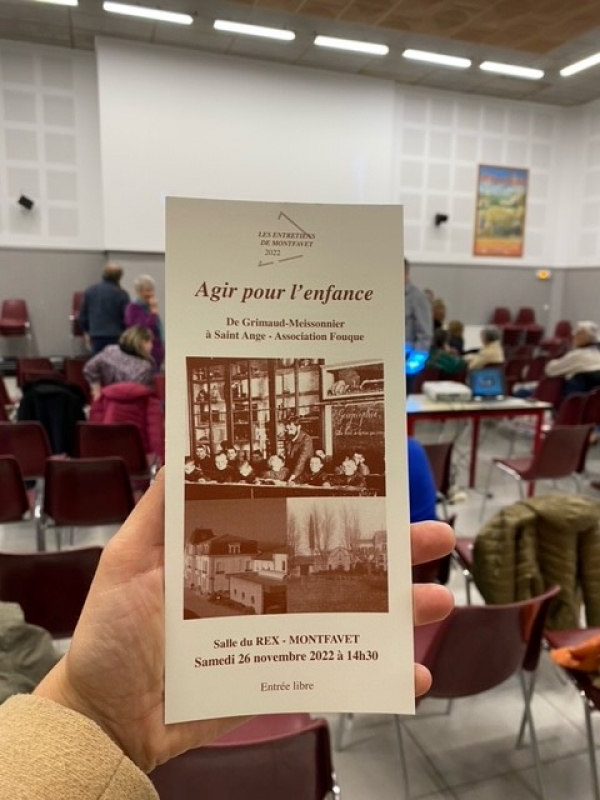 LES ENTRETIENS
DE MONTFAVET
2022
Agir pour l'enfance
De Grimaud-Meissonnier
à Saint Ange - Association Fouque
Salle du REX - MONTFAVET
Samedi 26 novembre 2022 à 14h30
Entrée libre